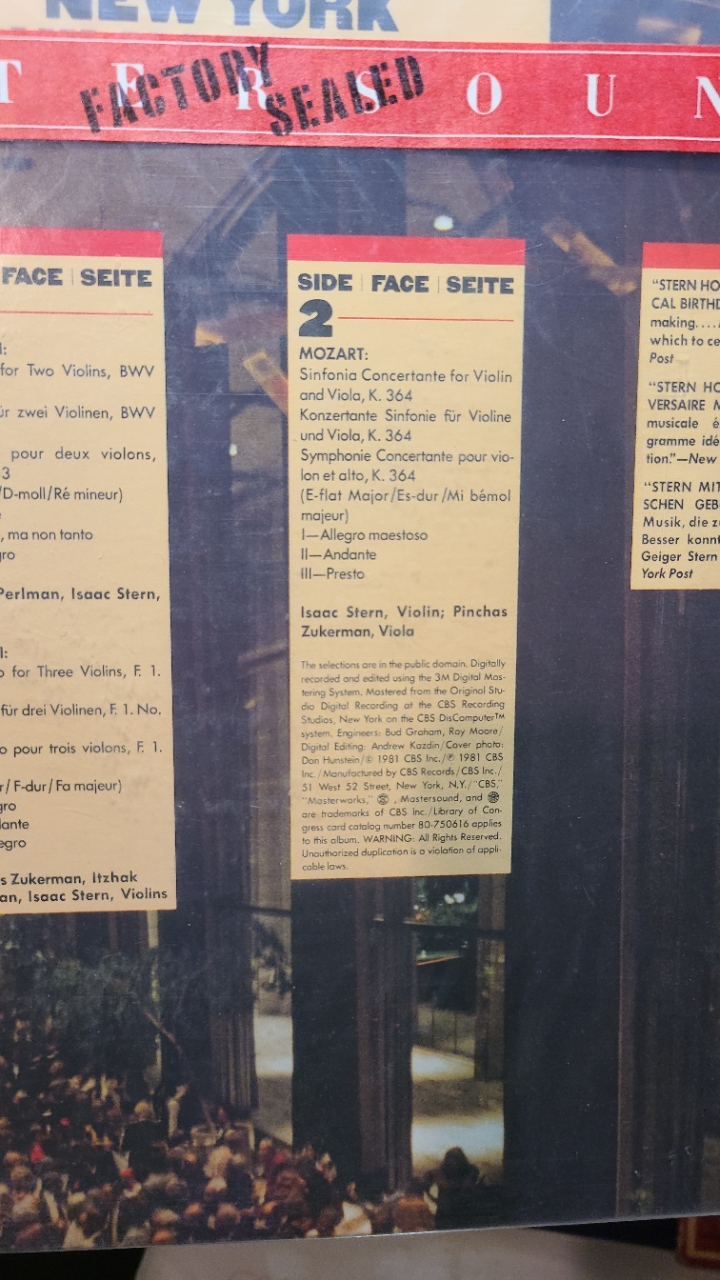 NEW YORK
T E R S O U N
FACTORY SEALED
FACE | SEITE
l:
for Two Violins, BWV
ür zwei Violinen, BWV
pour deux violons,
3
/D-moll/Ré mineur)
, ma non tanto
gro
Perlman, Isaac Stern,
l:
o for Three Violins, F. 1.
für drei Violinen, F. 1. No.
o pour trois violons, F. 1.
r/F-dur/Fa majeur)
gro
dante
egro
s Zukerman, Itzhak
an, Isaac Stern, Violins
SIDE | FACE | SEITE
2
MOZART:
Sinfonia Concertante for Violin
and Viola, K. 364
Konzertante Sinfonie für Violine
und Viola, K. 364
Symphonie Concertante pour vio-
lon et alto, K. 364
(E-flat Major/Es-dur/Mi bémol
majeur)
I—Allegro maestoso
II—Andante
III—Presto
Isaac Stern, Violin; Pinchas
Zukerman, Viola
The selections are in the public domain. Digitally
recorded and edited using the 3M Digital Mas-
tering System. Mastered from the Original Stu-
dio Digital Recording at the CBS Recording
Studios, New York on the CBS DisComputer™
system. Engineers: Bud Graham, Ray Moore/
Digital Editing: Andrew Kazdin/Cover photo:
Don Hunstein/© 1981 CBS Inc./℗ 1981 CBS
Inc./Manufactured by CBS Records/CBS Inc./
51 West 52 Street, New York, N.Y./"CBS,"
"Masterworks," , Mastersound, and
are trademarks of CBS Inc./Library of Con-
gress card catalog number 80-750616 applies
to this album. WARNING: All Rights Reserved.
Unauthorized duplication is a violation of appli-
cable laws.
"STERN HO
CAL BIRTHD
making. . . .
which to ce
Post
"STERN HO
VERSAIRE M
musicale é
gramme idé
tion."—New
"STERN MIT
SCHEN GEB
Musik, die z
Besser konnt
Geiger Stern
York Post